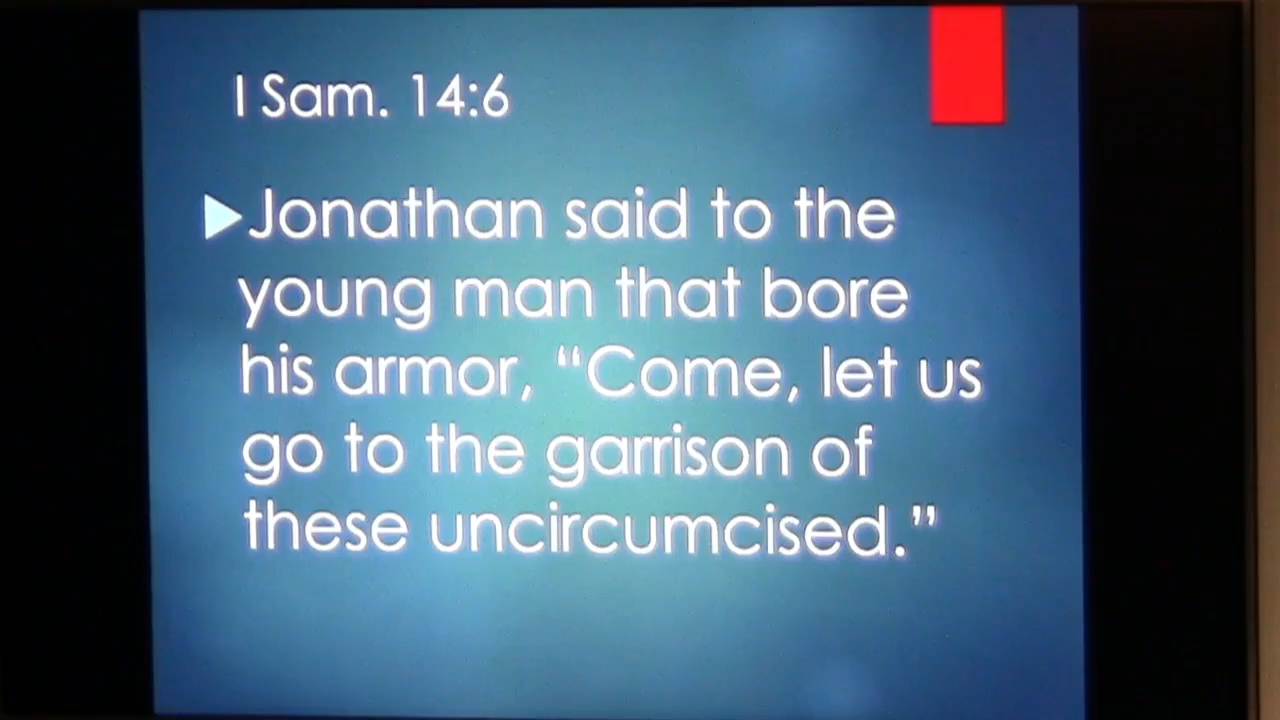 I Sam. 14:6
Jonathan said to the
young man that bore
his armor, “Come, let us
go to the garrison of
these uncircumcised.”